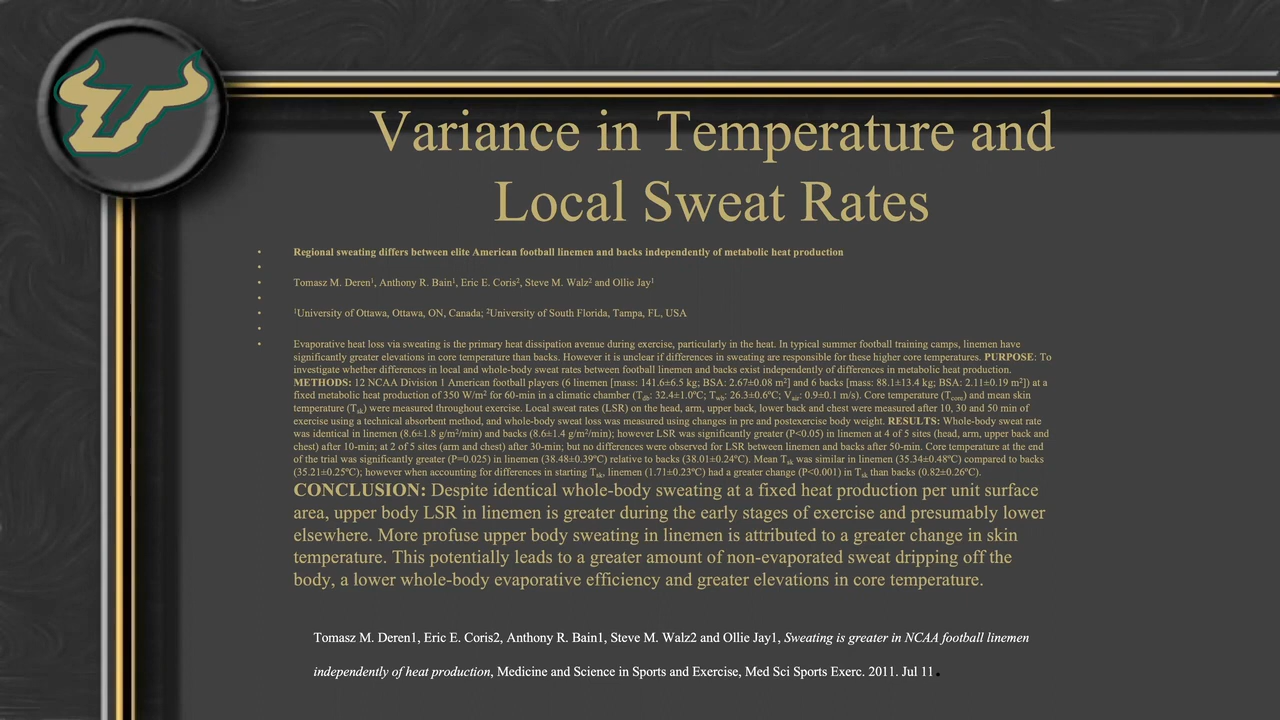 Variance in Temperature and
Local Sweat Rates
• Regional sweating differs between elite American football linemen and backs independently of metabolic heat production
•
• Tomasz M. Deren¹, Anthony R. Bain¹, Eric E. Coris², Steve M. Walz² and Ollie Jay¹
•
• ¹University of Ottawa, Ottawa, ON, Canada; ²University of South Florida, Tampa, FL, USA
•
• Evaporative heat loss via sweating is the primary heat dissipation avenue during exercise, particularly in the heat. In typical summer football training camps, linemen have
significantly greater elevations in core temperature than backs. However it is unclear if differences in sweating are responsible for these higher core temperatures. PURPOSE: To
investigate whether differences in local and whole-body sweat rates between football linemen and backs exist independently of differences in metabolic heat production.
METHODS: 12 NCAA Division 1 American football players (6 linemen [mass: 141.6±6.5 kg; BSA: 2.67±0.08 m²] and 6 backs [mass: 88.1±13.4 kg; BSA: 2.11±0.19 m²]) at a
fixed metabolic heat production of 350 W/m² for 60-min in a climatic chamber (Tdb: 32.4±1.0ºC; Twb: 26.3±0.6ºC; Vair: 0.9±0.1 m/s). Core temperature (Tcore) and mean skin
temperature (Tsk) were measured throughout exercise. Local sweat rates (LSR) on the head, arm, upper back, lower back and chest were measured after 10, 30 and 50 min of
exercise using a technical absorbent method, and whole-body sweat loss was measured using changes in pre and postexercise body weight. RESULTS: Whole-body sweat rate
was identical in linemen (8.6±1.8 g/m²/min) and backs (8.6±1.4 g/m²/min); however LSR was significantly greater (P<0.05) in linemen at 4 of 5 sites (head, arm, upper back and
chest) after 10-min; at 2 of 5 sites (arm and chest) after 30-min; but no differences were observed for LSR between linemen and backs after 50-min. Core temperature at the end
of the trial was significantly greater (P=0.025) in linemen (38.48±0.39ºC) relative to backs (38.01±0.24ºC). Mean Tsk was similar in linemen (35.34±0.48ºC) compared to backs
(35.21±0.25ºC); however when accounting for differences in starting Tsk, linemen (1.71±0.23ºC) had a greater change (P<0.001) in Tsk than backs (0.82±0.26ºC).
CONCLUSION: Despite identical whole-body sweating at a fixed heat production per unit surface
area, upper body LSR in linemen is greater during the early stages of exercise and presumably lower
elsewhere. More profuse upper body sweating in linemen is attributed to a greater change in skin
temperature. This potentially leads to a greater amount of non-evaporated sweat dripping off the
body, a lower whole-body evaporative efficiency and greater elevations in core temperature.
Tomasz M. Deren1, Eric E. Coris2, Anthony R. Bain1, Steve M. Walz2 and Ollie Jay1, Sweating is greater in NCAA football linemen
independently of heat production, Medicine and Science in Sports and Exercise, Med Sci Sports Exerc. 2011. Jul 11.